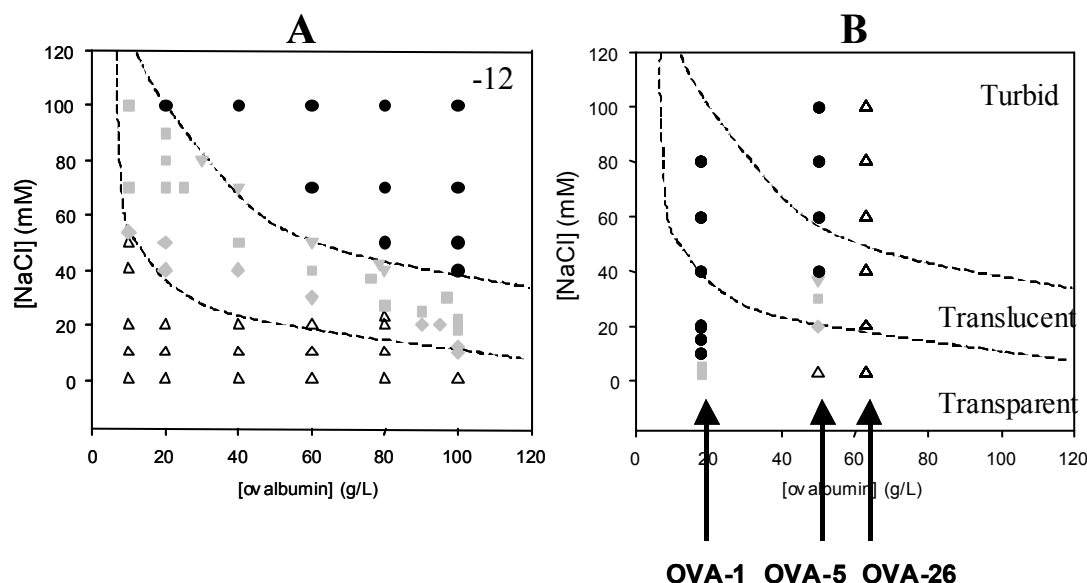 A
B
-12
Turbid
Translucent
Transparent
[NaCl] (mM)
120
100
80
60
40
20
0
0 20 40 60 80 100 120
[ovalbumin] (g/L)
[NaCl] (mM)
120
100
80
60
40
20
0
0 20 40 60 80 100 120
[ovalbumin] (g/L)
OVA-1 OVA-5 OVA-26